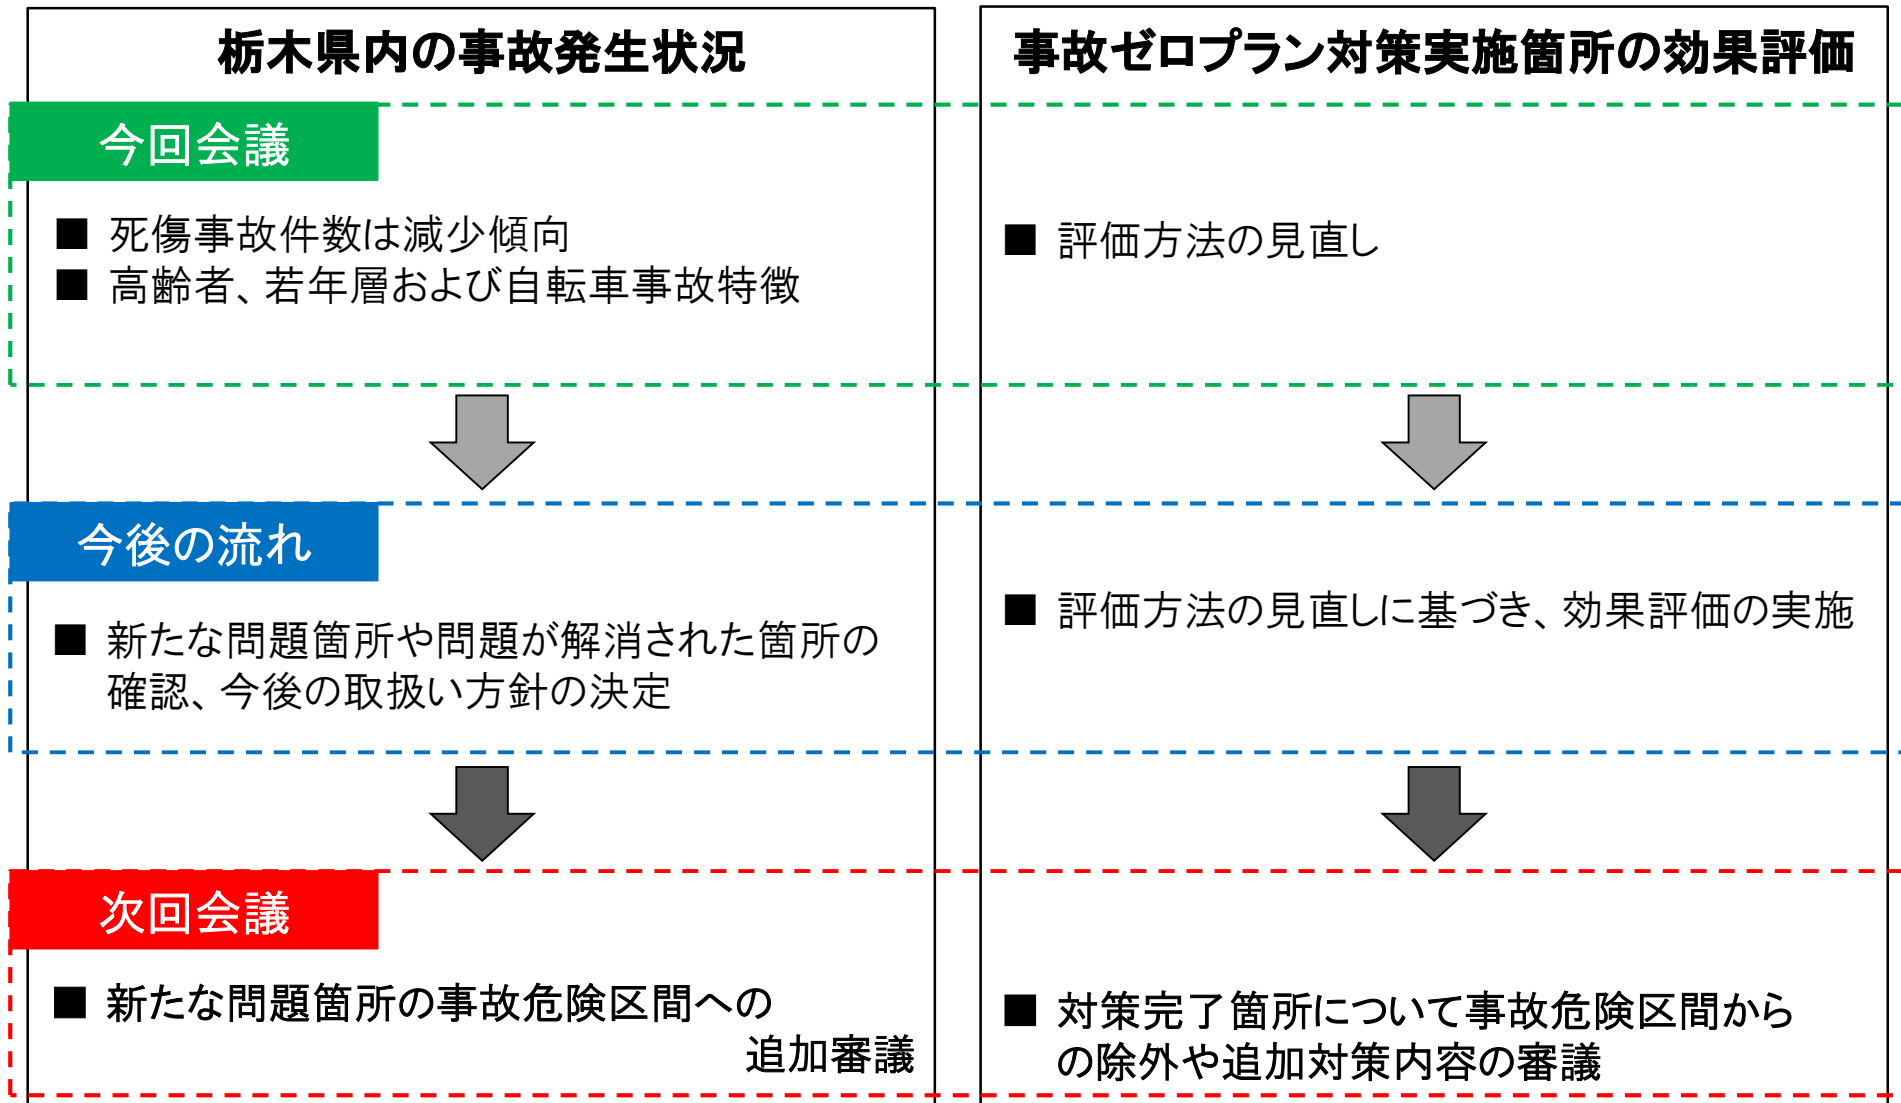 栃木県内の事故発生状況
事故ゼロプラン対策実施箇所の効果評価
今回会議
■ 死傷事故件数は減少傾向
■ 高齢者、若年層および自転車事故特徴
■ 評価方法の見直し
今後の流れ
■ 新たな問題箇所や問題が解消された箇所の
確認、今後の取扱い方針の決定
■ 評価方法の見直しに基づき、効果評価の実施
次回会議
■ 新たな問題箇所の事故危険区間への
追加審議
■ 対策完了箇所について事故危険区間から
の除外や追加対策内容の審議